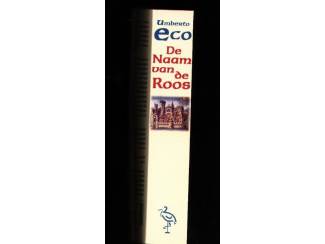 Umberto
eco
De
Naam
van
de
Roos